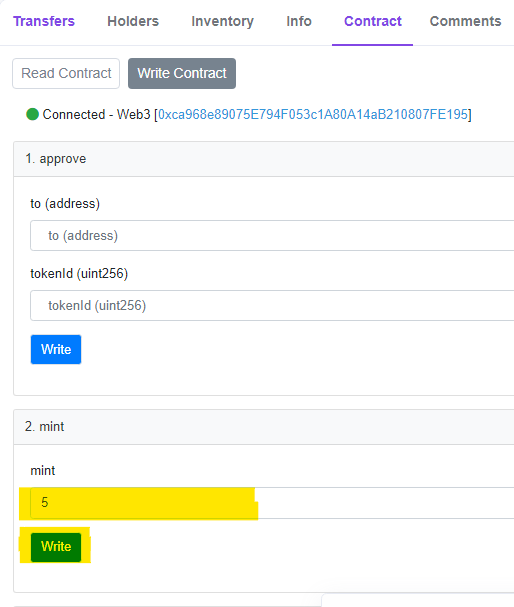 Transfers Holders Inventory Info Contract Comments
Read Contract Write Contract
Connected - Web3 [0xca968e89075E794F053c1A80A14aB210807FE195]
1. approve
to (address)
to (address)
tokenId (uint256)
tokenId (uint256)
Write
2. mint
mint
5
Write